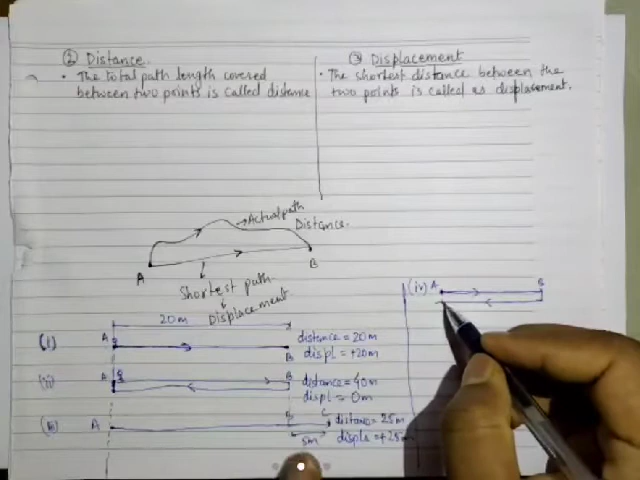 ② Distance.
• The total path length covered
between two points is called distance
③ Displacement
• The shortest distance between the
two points is called as displacement.
Actual path
Distance.
A
B
Shortest path
Displacement
20m
(i) A B distance = 20m
displ = +20m
(ii) A B distance = 40m
displ = 0m
(iii) A B C distance = 25m
5m displs = +25m
(iv) A B